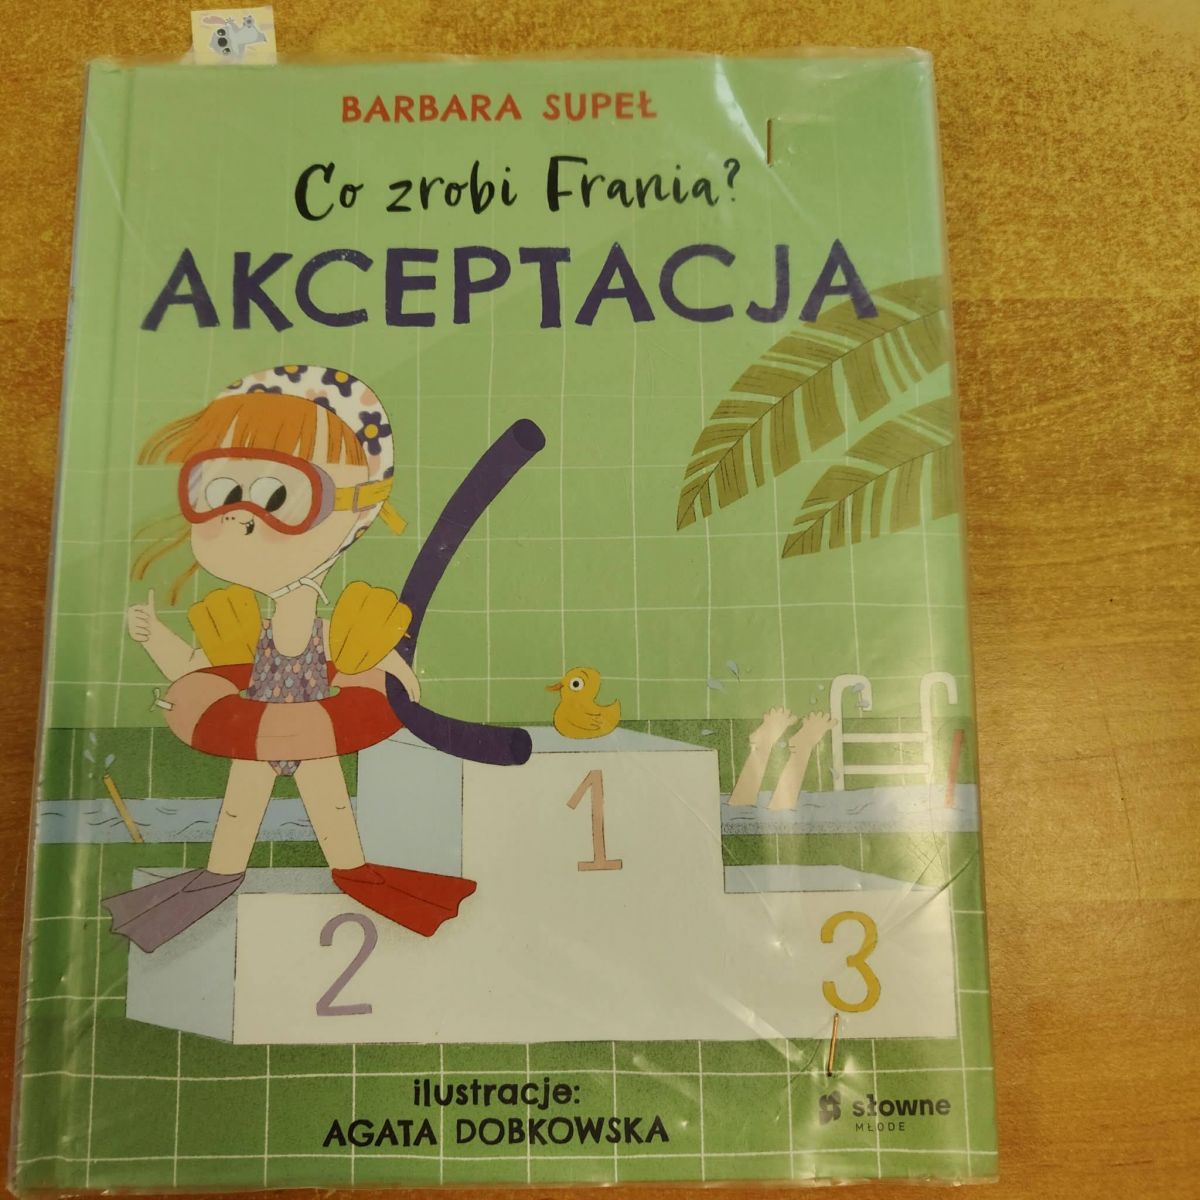 BARBARA SUPEŁ
Co zrobi Frania?
AKCEPTACJA
1
2
3
ilustracje:
AGATA DOBKOWSKA
słowne
MŁODE